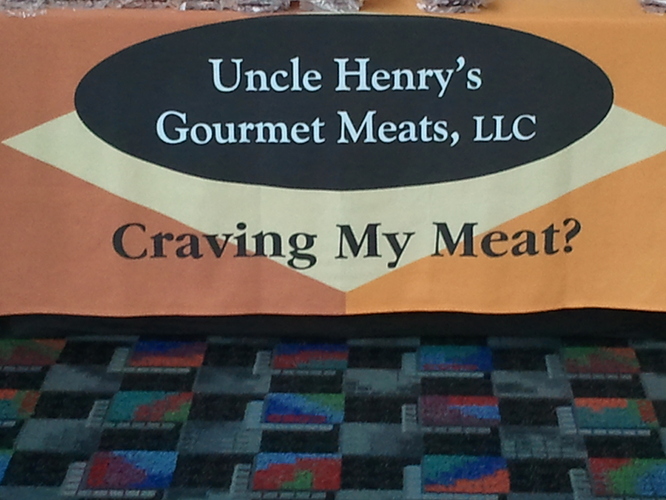 Uncle Henry's
Gourmet Meats, LLC
Craving My Meat?